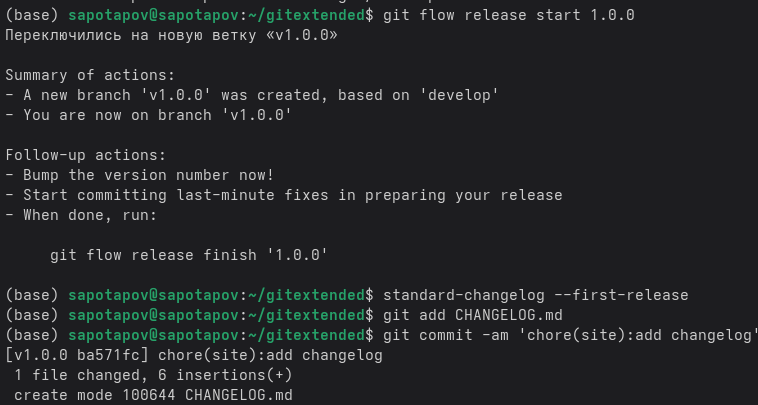 (base) sapotapov@sapotapov:~/gitextended$ git flow release start 1.0.0
Переключились на новую ветку «v1.0.0»
Summary of actions:
- A new branch 'v1.0.0' was created, based on 'develop'
- You are now on branch 'v1.0.0'
Follow-up actions:
- Bump the version number now!
- Start committing last-minute fixes in preparing your release
- When done, run:
git flow release finish '1.0.0'
(base) sapotapov@sapotapov:~/gitextended$ standard-changelog --first-release
(base) sapotapov@sapotapov:~/gitextended$ git add CHANGELOG.md
(base) sapotapov@sapotapov:~/gitextended$ git commit -am 'chore(site):add changelog'
[v1.0.0 ba571fc] chore(site):add changelog
1 file changed, 6 insertions(+)
create mode 100644 CHANGELOG.md